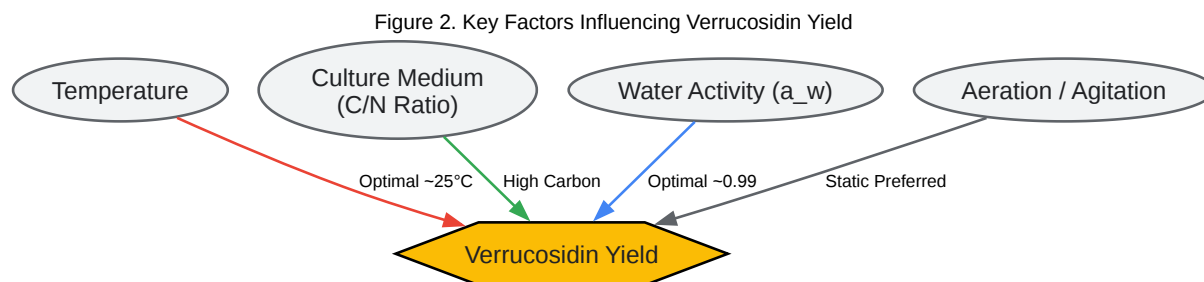 Figure 2. Key Factors Influencing Verrucosidin Yield
Temperature
Culture Medium
(C/N Ratio)
Water Activity (a_w)
Aeration / Agitation
Optimal ~25°C
High Carbon
Optimal ~0.99
Static Preferred
Verrucosidin Yield